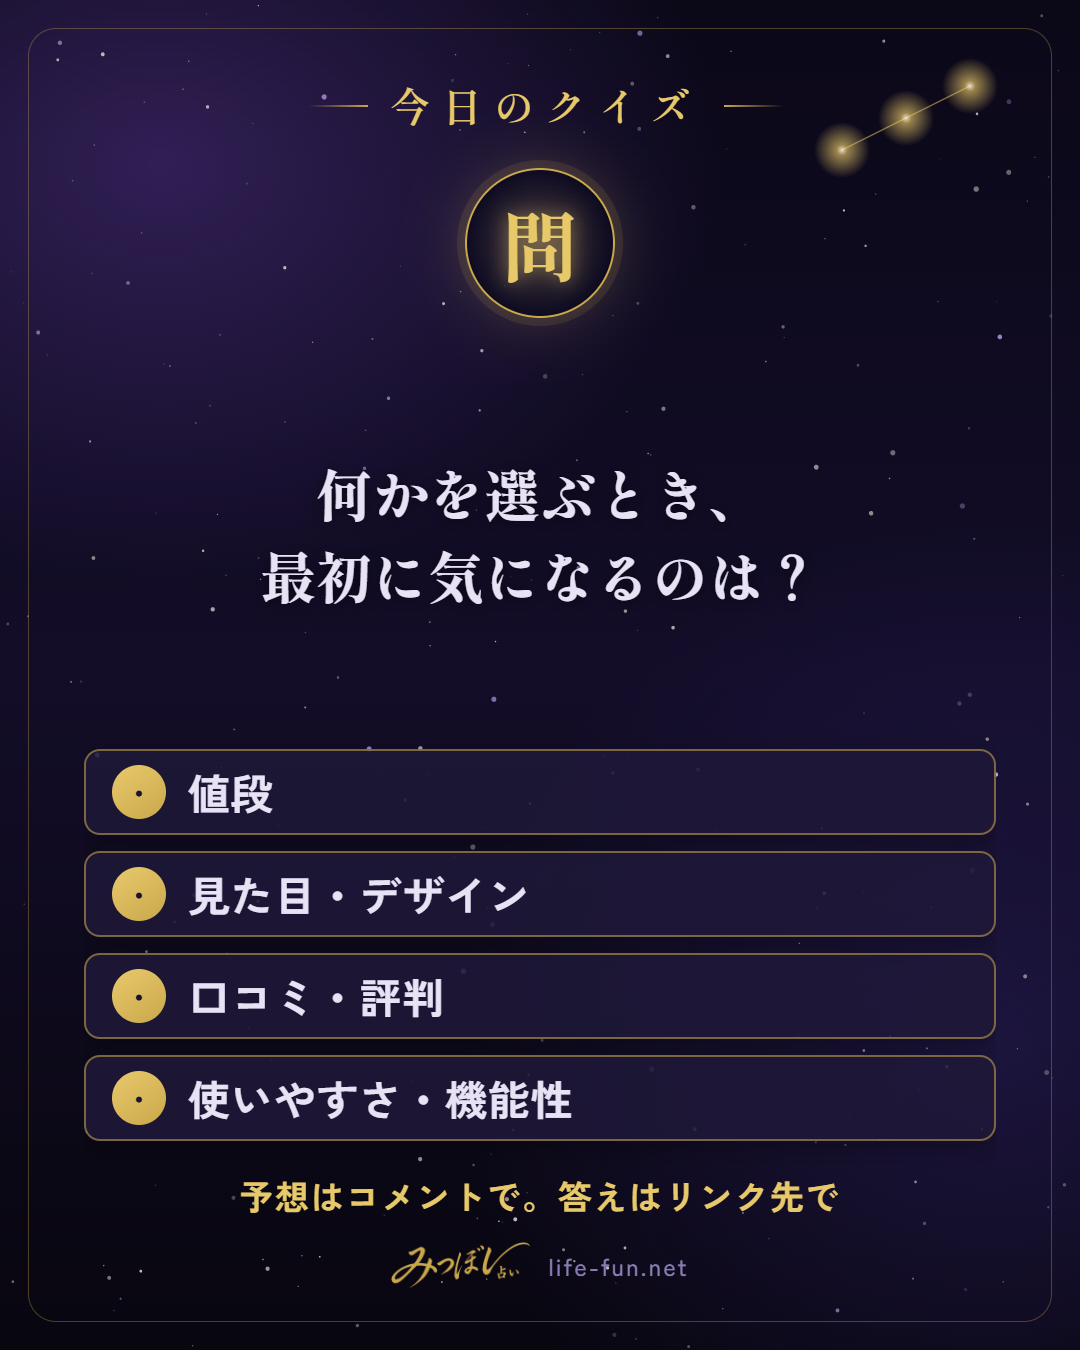 今日のクイズ
問
何かを選ぶとき、
最初に気になるのは？
・ 値段
・ 見た目・デザイン
・ 口コミ・評判
・ 使いやすさ・機能性
予想はコメントで。答えはリンク先で
みつぼし占い life-fun.net